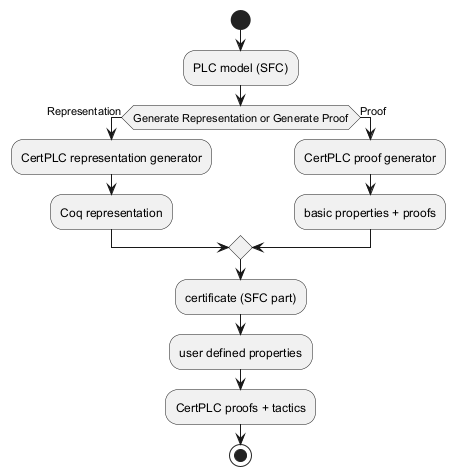 PLC model (SFC)
Representation
Generate Representation or Generate Proof
Proof
CertPLC representation generator
CertPLC proof generator
Coq representation
basic properties + proofs
certificate (SFC part)
user defined properties
CertPLC proofs + tactics